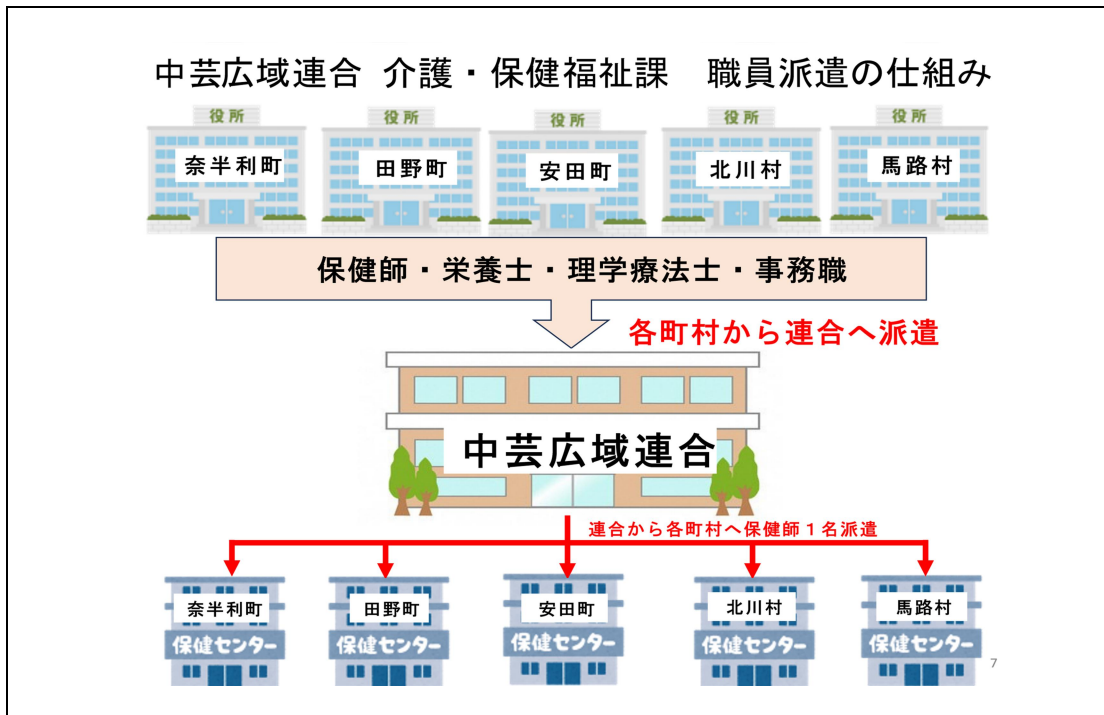 中芸広域連合 介護・保健福祉課　職員派遣の仕組み
役所 役所 役所 役所 役所
奈半利町 田野町 安田町 北川村 馬路村
保健師・栄養士・理学療法士・事務職
各町村から連合へ派遣
中芸広域連合
連合から各町村へ保健師１名派遣
奈半利町 田野町 安田町 北川村 馬路村
保健センター 保健センター 保健センター 保健センター 保健センター
7